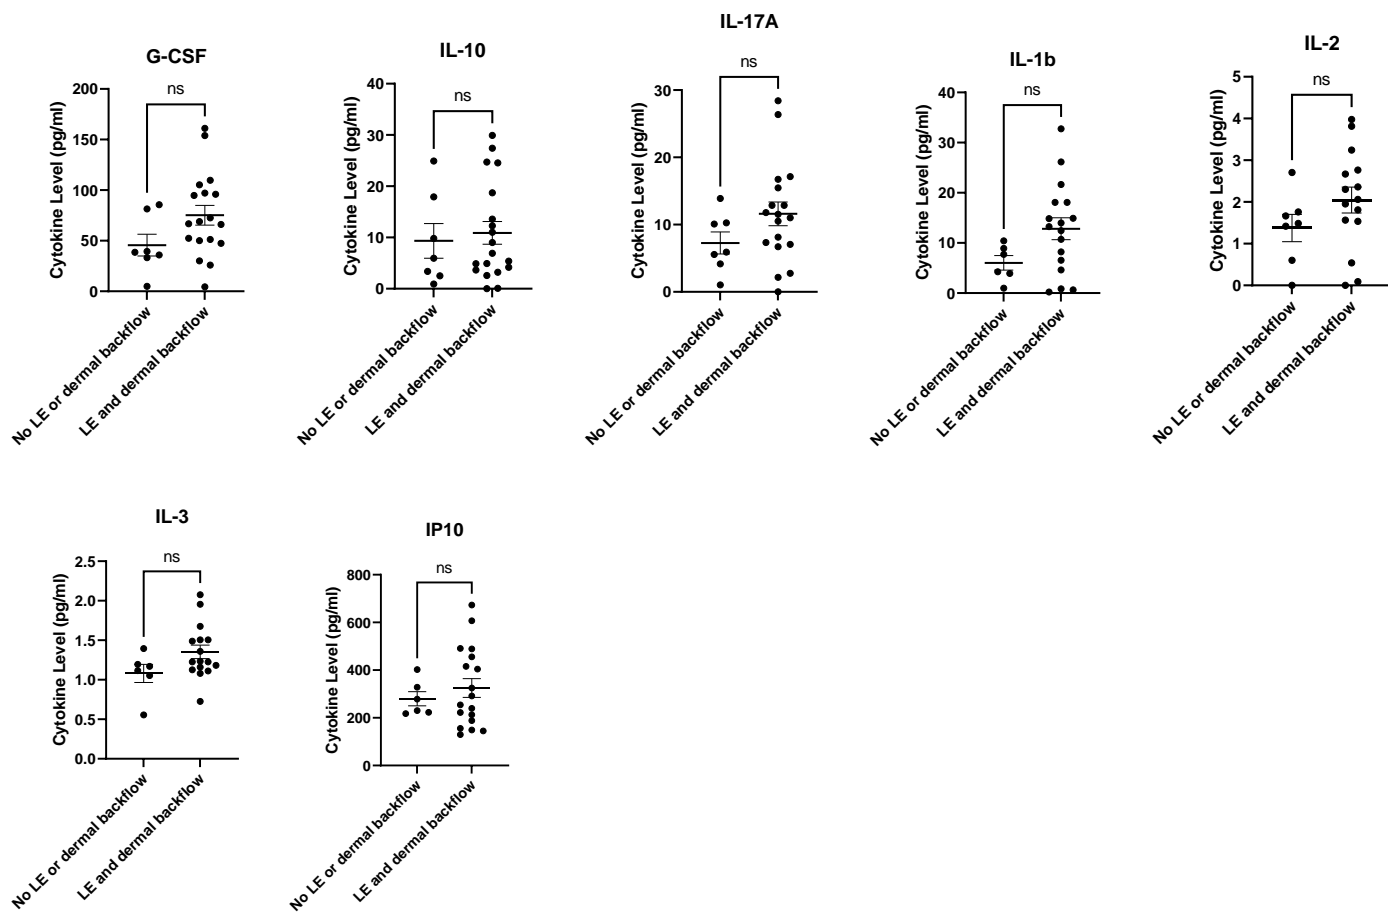 G-CSF
ns
Cytokine Level (pg/ml)
200
150
100
50
0
No LE or dermal backflow
LE and dermal backflow
IL-10
ns
Cytokine Level (pg/ml)
40
30
20
10
0
No LE or dermal backflow
LE and dermal backflow
IL-17A
ns
Cytokine Level (pg/ml)
30
20
10
0
No LE or dermal backflow
LE and dermal backflow
IL-1b
ns
Cytokine Level (pg/ml)
40
30
20
10
0
No LE or dermal backflow
LE and dermal backflow
IL-2
ns
Cytokine Level (pg/ml)
5
4
3
2
1
0
No LE or dermal backflow
LE and dermal backflow
IL-3
ns
Cytokine Level (pg/ml)
2.5
2.0
1.5
1.0
0.5
0.0
No LE or dermal backflow
LE and dermal backflow
IP10
ns
Cytokine Level (pg/ml)
800
600
400
200
0
No LE or dermal backflow
LE and dermal backflow